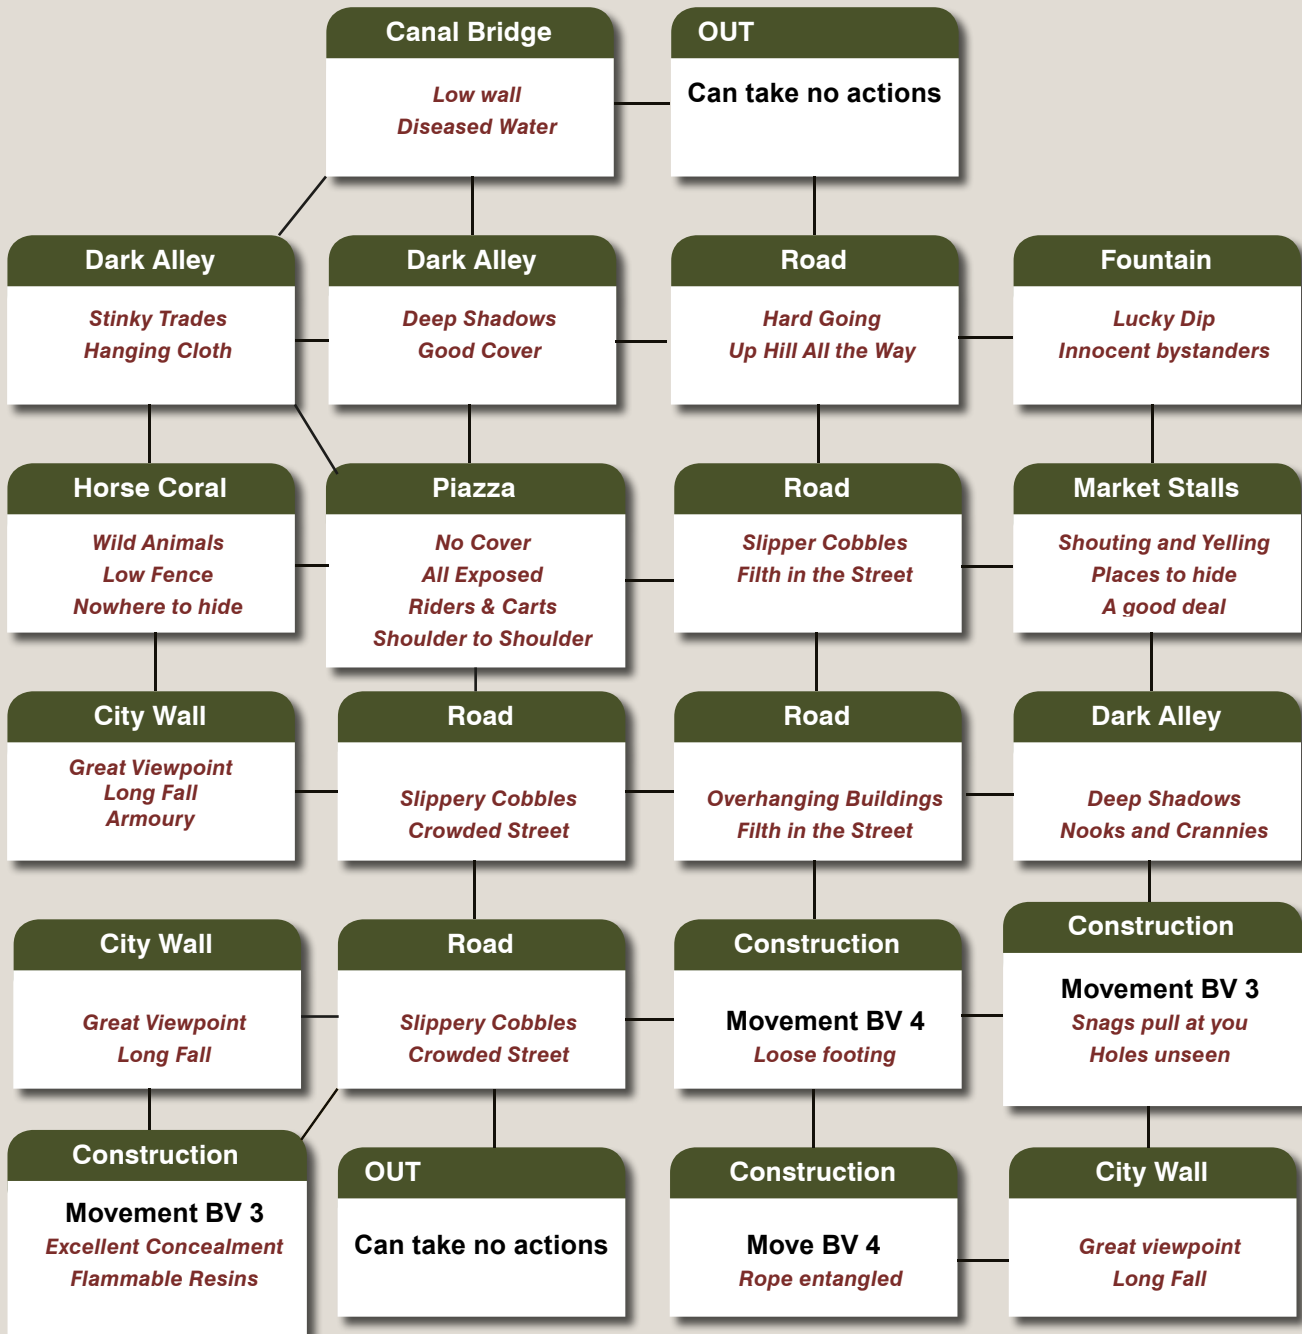 Canal Bridge
Low wall
Diseased Water
OUT
Can take no actions
Dark Alley
Stinky Trades
Hanging Cloth
Dark Alley
Deep Shadows
Good Cover
Road
Hard Going
Up Hill All the Way
Fountain
Lucky Dip
Innocent bystanders
Horse Coral
Wild Animals
Low Fence
Nowhere to hide
Piazza
No Cover
All Exposed
Riders & Carts
Shoulder to Shoulder
Road
Slipper Cobbles
Filth in the Street
Market Stalls
Shouting and Yelling
Places to hide
A good deal
City Wall
Great Viewpoint
Long Fall
Armoury
Road
Slippery Cobbles
Crowded Street
Road
Overhanging Buildings
Filth in the Street
Dark Alley
Deep Shadows
Nooks and Crannies
City Wall
Great Viewpoint
Long Fall
Road
Slippery Cobbles
Crowded Street
Construction
Movement BV 4
Loose footing
Construction
Movement BV 3
Snags pull at you
Holes unseen
Construction
Movement BV 3
Excellent Concealment
Flammable Resins
OUT
Can take no actions
Construction
Move BV 4
Rope entangled
City Wall
Great viewpoint
Long Fall